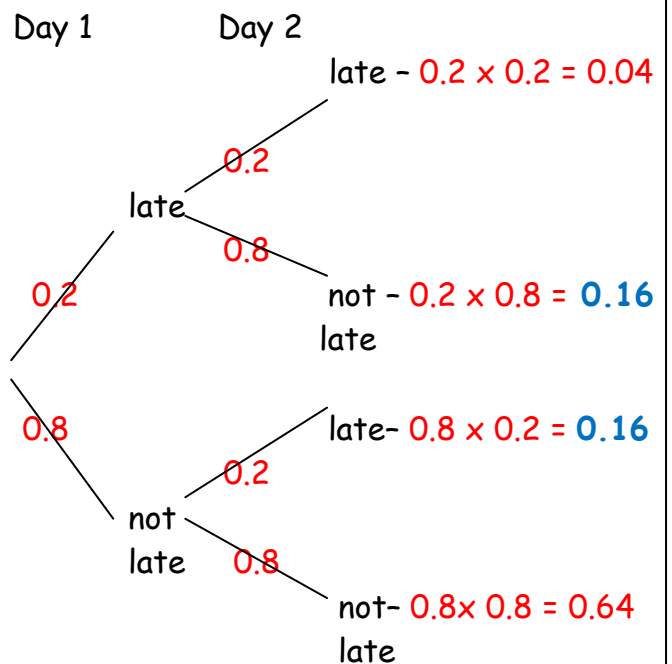 Day 1 Day 2
late – 0.2 x 0.2 = 0.04
0.2
late
0.8
0.2
not – 0.2 x 0.8 = 0.16
late
0.8
late– 0.8 x 0.2 = 0.16
0.2
not
late
0.8
not– 0.8x 0.8 = 0.64
late